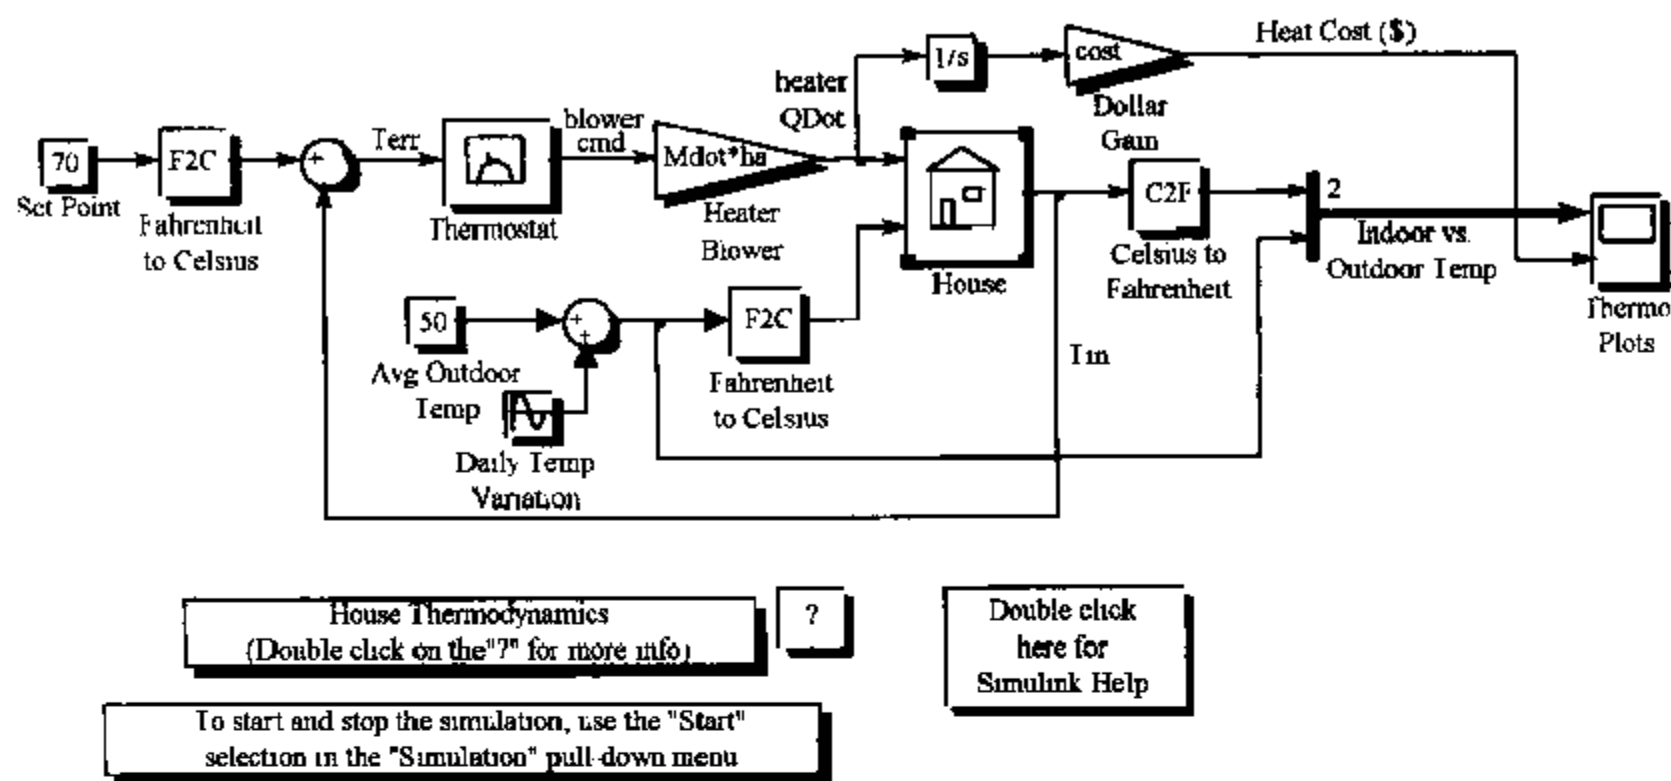 Heat Cost ($)
1/s
cost
heater
QDot
Dollar
Gain
blower
cmd
Terr
70
F2C
+
Mdot*ha
C2F
2
Set Point
Fahrenheit
to Celsius
Thermostat
Heater
Blower
House
Celsius to
Fahrenheit
Indoor vs.
Outdoor Temp
Thermo
Plots
50
+
+
F2C
Tin
Avg Outdoor
Temp
Fahrenheit
to Celsius
Daily Temp
Variation
House Thermodynamics
(Double click on the"?" for more info)
?
Double click
here for
Simulink Help
To start and stop the simulation, use the "Start"
selection in the "Simulation" pull-down menu